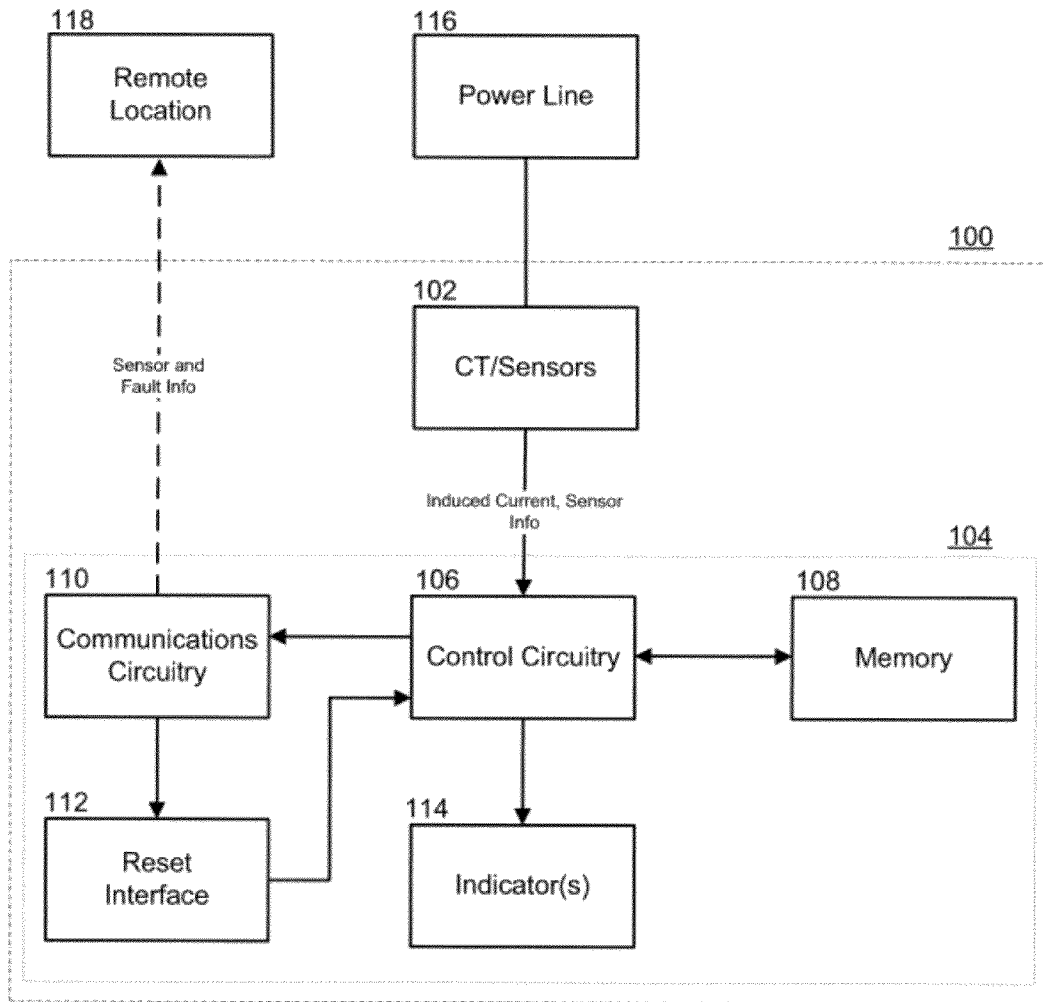 118
Remote
Location
116
Power Line
100
102
CT/Sensors
Sensor and
Fault Info
Induced Current, Sensor
Info
104
110
Communications
Circuitry
106
Control Circuitry
108
Memory
112
Reset
Interface
114
Indicator(s)